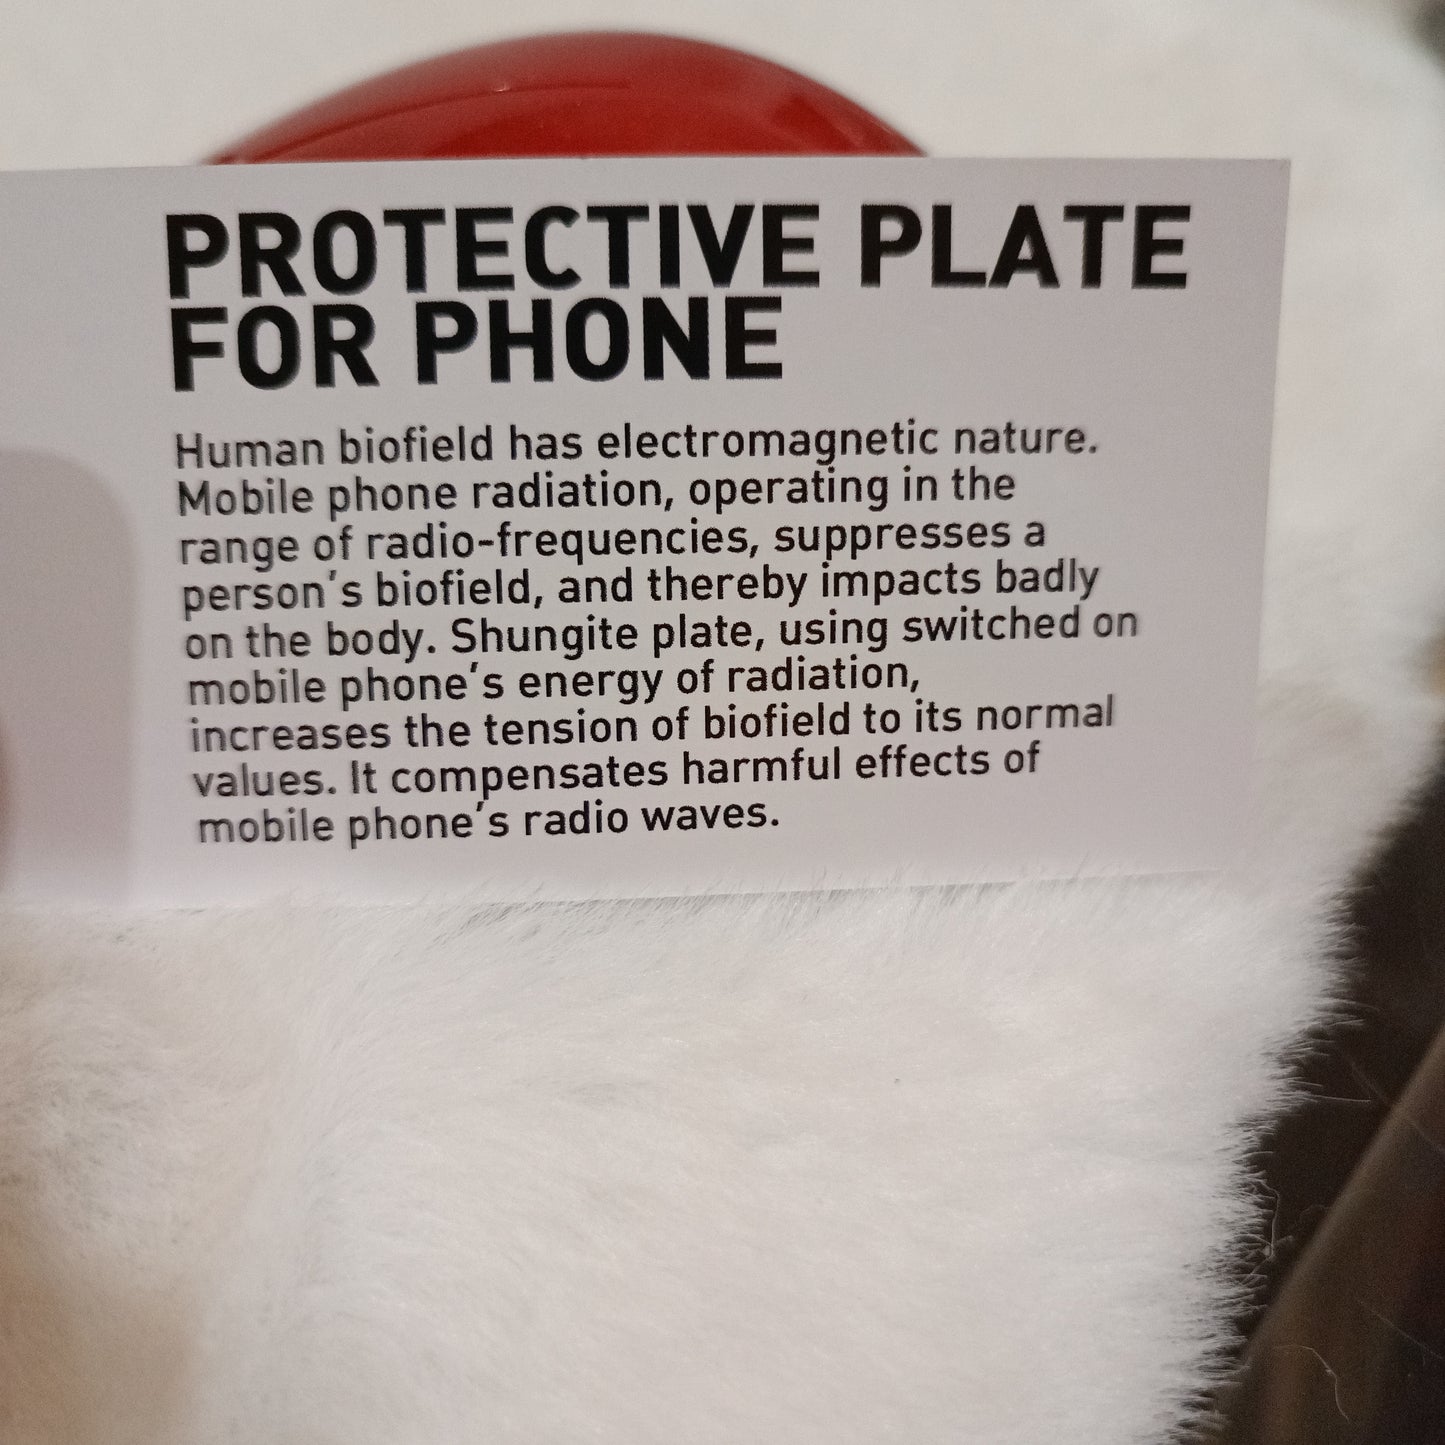 PROTECTIVE PLATE
FOR PHONE
Human biofield has electromagnetic nature.
Mobile phone radiation, operating in the
range of radio-frequencies, suppresses a
person's biofield, and thereby impacts badly
on the body. Shungite plate, using switched on
mobile phone's energy of radiation,
increases the tension of biofield to its normal
values. It compensates harmful effects of
mobile phone's radio waves.